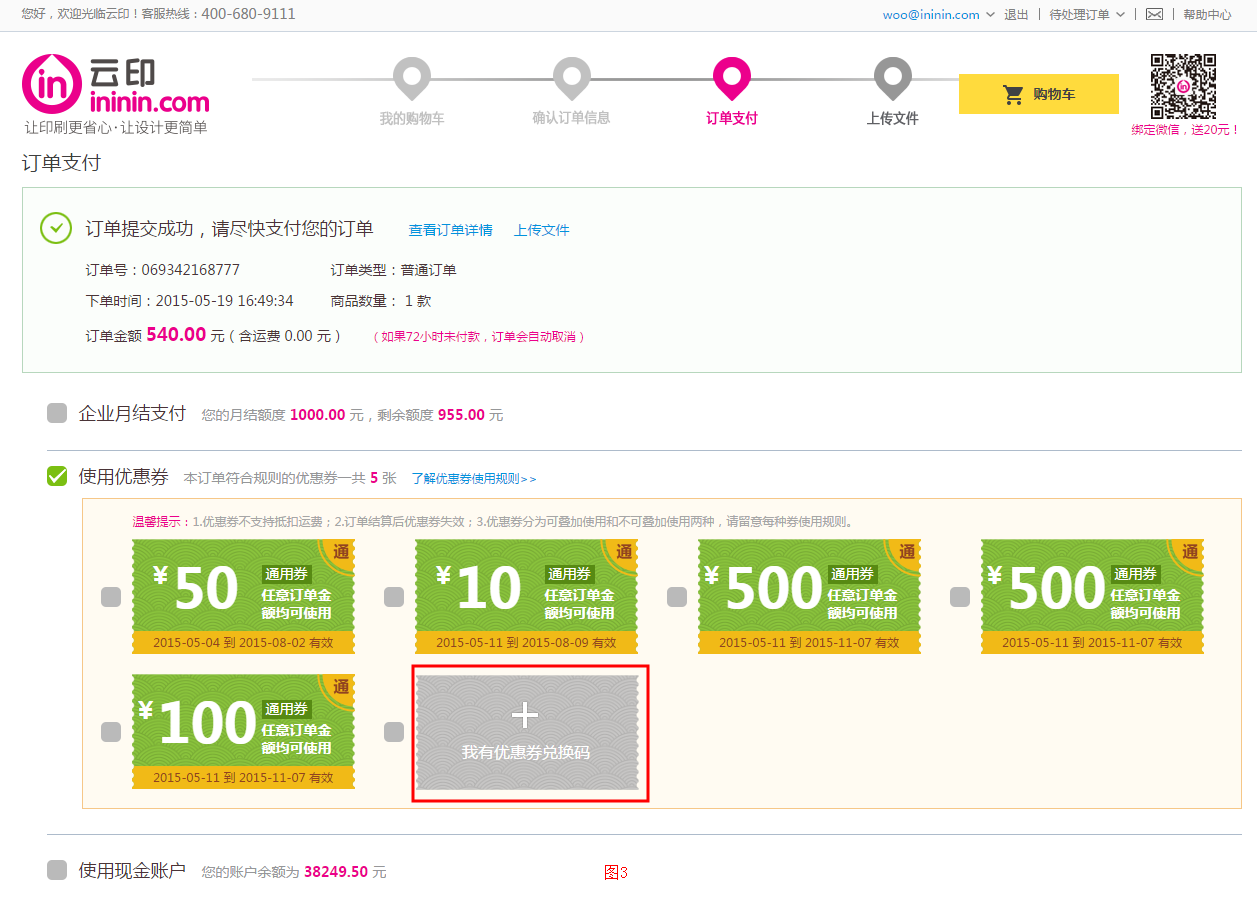 您好，欢迎光临云印！客服热线：400-680-9111
woo@ininin.com 退出 待处理订单 帮助中心
in 云印
ininin.com
让印刷更省心·让设计更简单
我的购物车 确认订单信息 订单支付 上传文件
购物车
绑定微信，送20元！
订单支付
订单提交成功，请尽快支付您的订单 查看订单详情 上传文件
订单号：069342168777 订单类型：普通订单
下单时间：2015-05-19 16:49:34 商品数量： 1 款
订单金额 540.00 元（含运费 0.00 元） （如果72小时未付款，订单会自动取消）
企业月结支付 您的月结额度 1000.00 元，剩余额度 955.00 元
使用优惠券 本订单符合规则的优惠券一共 5 张 了解优惠券使用规则>>
温馨提示：1.优惠券不支持抵扣运费；2.订单结算后优惠券失效；3.优惠券分为可叠加使用和不可叠加使用两种，请留意每种券使用规则。
通
¥50 通用券
任意订单金
额均可使用
2015-05-04 到 2015-08-02 有效
通
¥10 通用券
任意订单金
额均可使用
2015-05-11 到 2015-08-09 有效
通
¥500 通用券
任意订单金
额均可使用
2015-05-11 到 2015-11-07 有效
通
¥500 通用券
任意订单金
额均可使用
2015-05-11 到 2015-11-07 有效
通
¥100 通用券
任意订单金
额均可使用
2015-05-11 到 2015-11-07 有效
我有优惠券兑换码
使用现金账户 您的账户余额为 38249.50 元
图3